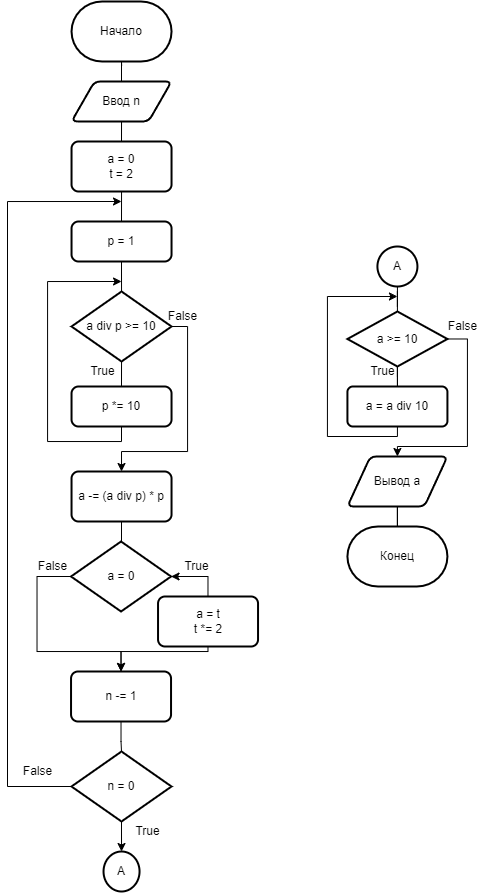 Начало
Ввод n
a = 0
t = 2
p = 1
a div p >= 10
False
True
p *= 10
a -= (a div p) * p
False
a = 0
True
a = t
t *= 2
n -= 1
False
n = 0
True
A
A
a >= 10
False
True
a = a div 10
Вывод a
Конец